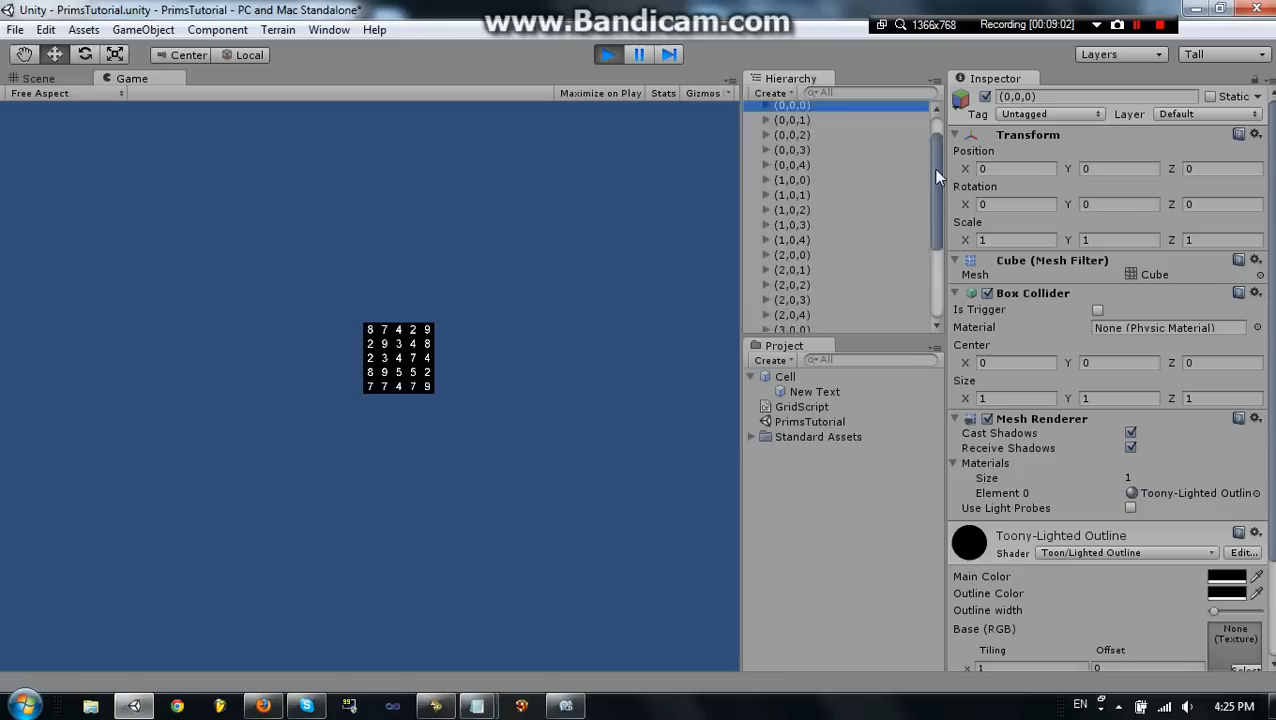 Unity - PrimsTutorial.unity - PrimsTutorial - PC and Mac Standalone*
www.Bandicam.com
1366x768
Recording [00:09:02]
File Edit Assets GameObject Component Terrain Window Help
Center Local
Layers
Tall
Scene Game
Free Aspect
Maximize on Play Stats Gizmos
8 7 4 2 9
2 9 3 4 8
2 3 4 7 4
8 9 5 5 2
7 7 4 7 9
Hierarchy
Create All
(0,0,0)
(0,0,1)
(0,0,2)
(0,0,3)
(0,0,4)
(1,0,0)
(1,0,1)
(1,0,2)
(1,0,3)
(1,0,4)
(2,0,0)
(2,0,1)
(2,0,2)
(2,0,3)
(2,0,4)
(3,0,0)
Project
Create All
Cell
New Text
GridScript
PrimsTutorial
Standard Assets
Inspector
(0,0,0) Static
Tag Untagged Layer Default
Transform
Position
X 0 Y 0 Z 0
Rotation
X 0 Y 0 Z 0
Scale
X 1 Y 1 Z 1
Cube (Mesh Filter)
Mesh Cube
Box Collider
Is Trigger
Material None (Physic Material)
Center
X 0 Y 0 Z 0
Size
X 1 Y 1 Z 1
Mesh Renderer
Cast Shadows
Receive Shadows
Materials
Size 1
Element 0 Toony-Lighted Outlin
Use Light Probes
Toony-Lighted Outline
Shader Toon/Lighted Outline Edit...
Main Color
Outline Color
Outline width
Base (RGB)
None
(Texture)
Tiling Offset
x 1 0
Select
EN
4:25 PM